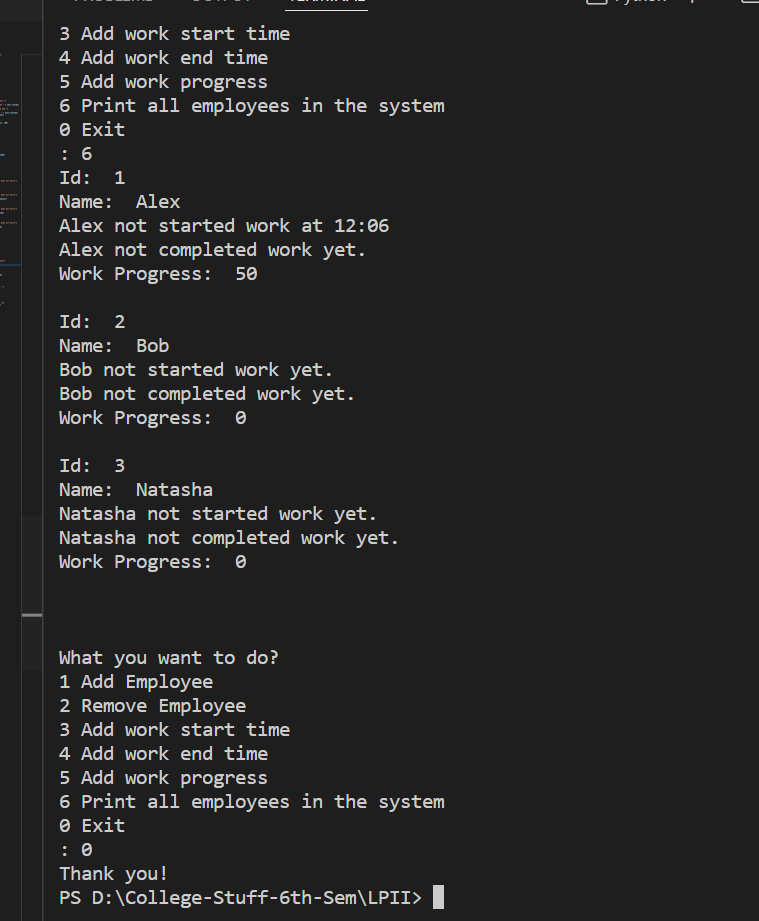 3 Add work start time
4 Add work end time
5 Add work progress
6 Print all employees in the system
0 Exit
: 6
Id:  1
Name:  Alex
Alex not started work at 12:06
Alex not completed work yet.
Work Progress:  50

Id:  2
Name:  Bob
Bob not started work yet.
Bob not completed work yet.
Work Progress:  0

Id:  3
Name:  Natasha
Natasha not started work yet.
Natasha not completed work yet.
Work Progress:  0

What you want to do?
1 Add Employee
2 Remove Employee
3 Add work start time
4 Add work end time
5 Add work progress
6 Print all employees in the system
0 Exit
: 0
Thank you!
PS D:\College-Stuff-6th-Sem\LPII>